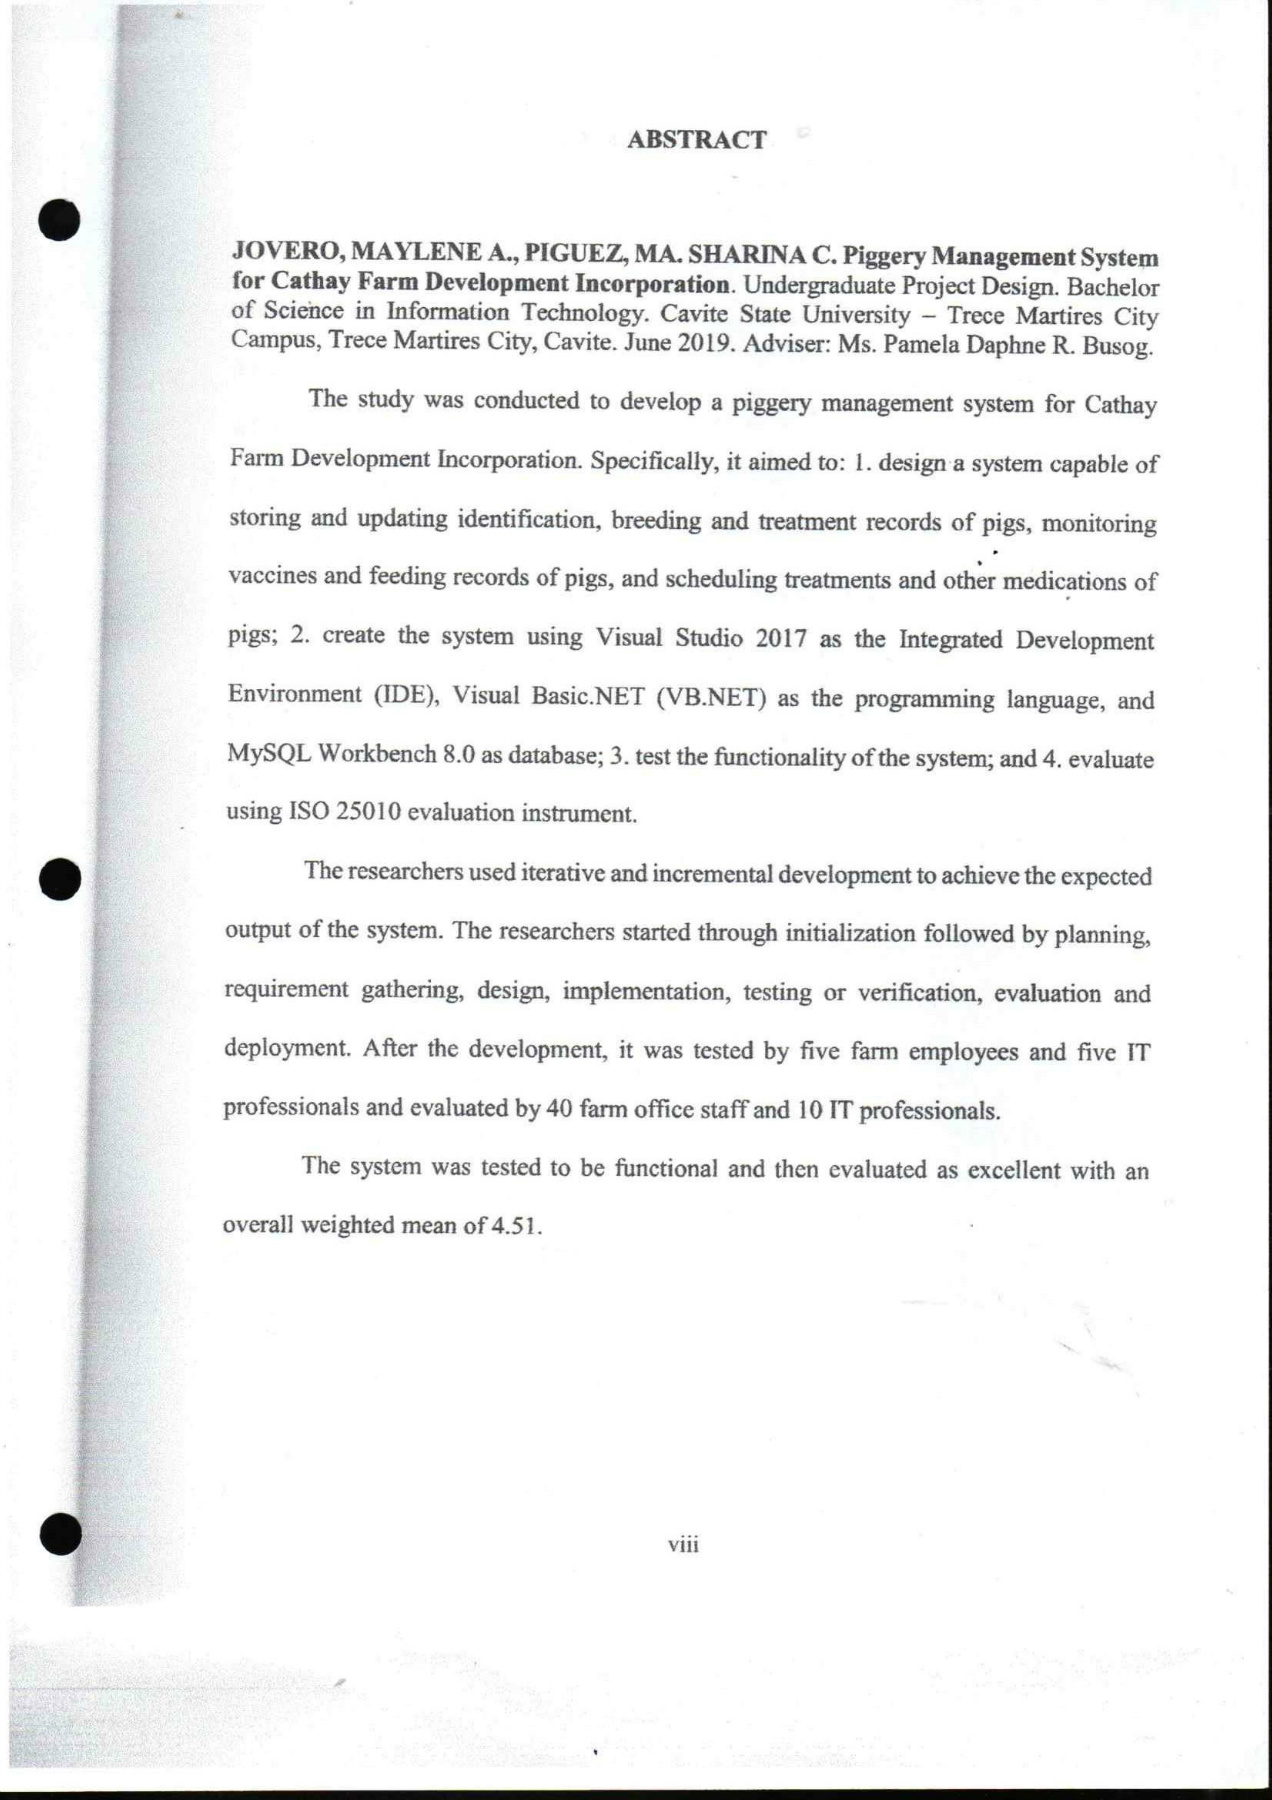 ABSTRACT
JOVERO, MAYLENE A., PIGUEZ, MA. SHARINA C. Piggery Management System
for Cathay Farm Development Incorporation. Undergraduate Project Design. Bachelor
of Science in Information Technology. Cavite State University – Trece Martires City
Campus, Trece Martires City, Cavite. June 2019. Adviser: Ms. Pamela Daphne R. Busog.
The study was conducted to develop a piggery management system for Cathay
Farm Development Incorporation. Specifically, it aimed to: 1. design a system capable of
storing and updating identification, breeding and treatment records of pigs, monitoring
vaccines and feeding records of pigs, and scheduling treatments and other medications of
pigs; 2. create the system using Visual Studio 2017 as the Integrated Development
Environment (IDE), Visual Basic.NET (VB.NET) as the programming language, and
MySQL Workbench 8.0 as database; 3. test the functionality of the system; and 4. evaluate
using ISO 25010 evaluation instrument.
The researchers used iterative and incremental development to achieve the expected
output of the system. The researchers started through initialization followed by planning,
requirement gathering, design, implementation, testing or verification, evaluation and
deployment. After the development, it was tested by five farm employees and five IT
professionals and evaluated by 40 farm office staff and 10 IT professionals.
The system was tested to be functional and then evaluated as excellent with an
overall weighted mean of 4.51.
viii